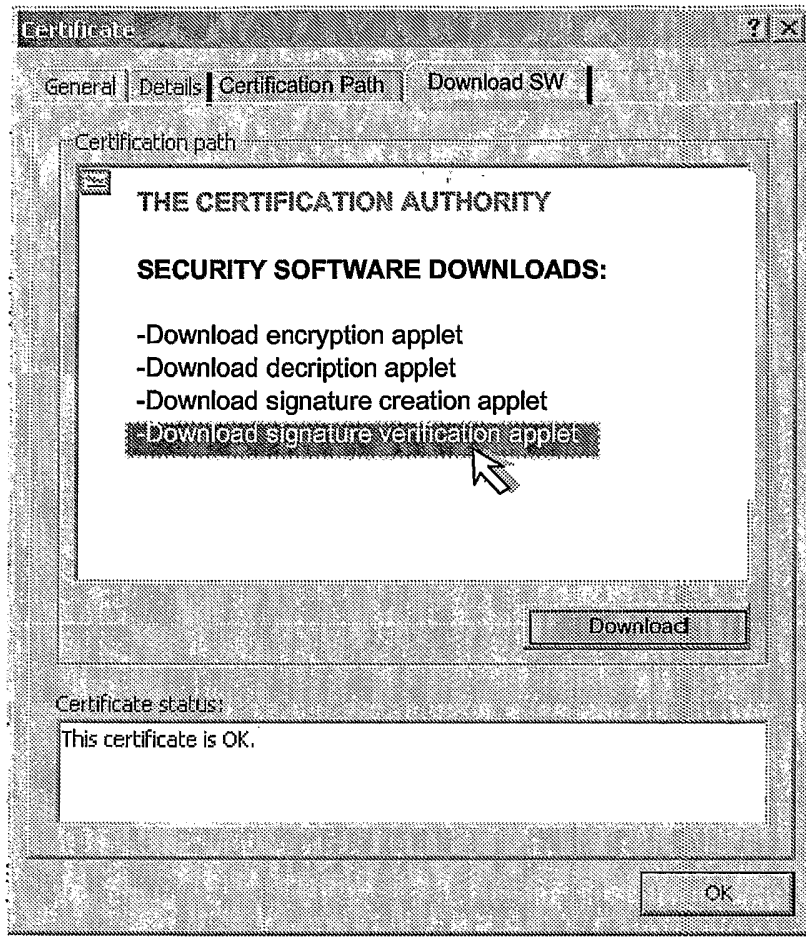 Certificate ? X
General Details Certification Path Download SW
Certification path
THE CERTIFICATION AUTHORITY
SECURITY SOFTWARE DOWNLOADS:
-Download encryption applet
-Download decription applet
-Download signature creation applet
-Download signature verification applet
Download
Certificate status:
This certificate is OK.
OK